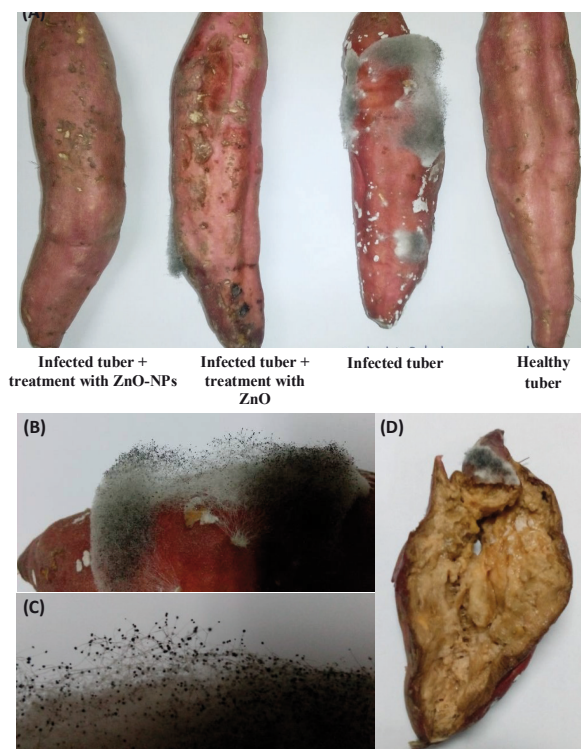 (A)
Infected tuber +
treatment with ZnO-NPs
Infected tuber +
treatment with
ZnO
Infected tuber
Healthy
tuber
(B)
(C)
(D)